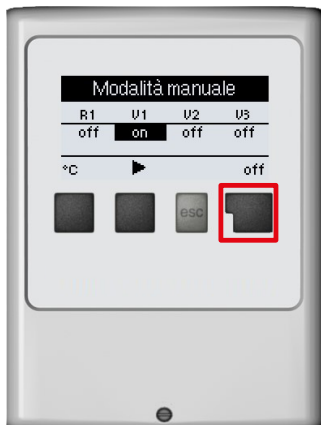 Modalità manuale
R1 V1 V2 V3
off on off off
°C ▶ off
esc